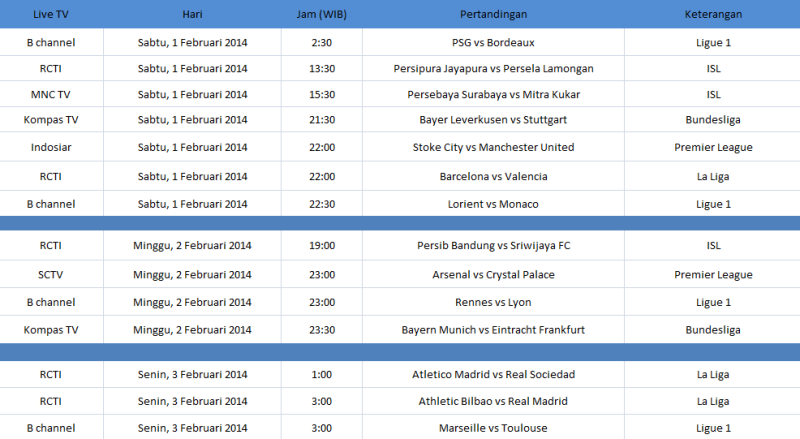 Live TV Hari Jam (WIB) Pertandingan Keterangan
B channel Sabtu, 1 Februari 2014 2:30 PSG vs Bordeaux Ligue 1
RCTI Sabtu, 1 Februari 2014 13:30 Persipura Jayapura vs Persela Lamongan ISL
MNC TV Sabtu, 1 Februari 2014 15:30 Persebaya Surabaya vs Mitra Kukar ISL
Kompas TV Sabtu, 1 Februari 2014 21:30 Bayer Leverkusen vs Stuttgart Bundesliga
Indosiar Sabtu, 1 Februari 2014 22:00 Stoke City vs Manchester United Premier League
RCTI Sabtu, 1 Februari 2014 22:00 Barcelona vs Valencia La Liga
B channel Sabtu, 1 Februari 2014 22:30 Lorient vs Monaco Ligue 1
RCTI Minggu, 2 Februari 2014 19:00 Persib Bandung vs Sriwijaya FC ISL
SCTV Minggu, 2 Februari 2014 23:00 Arsenal vs Crystal Palace Premier League
B channel Minggu, 2 Februari 2014 23:00 Rennes vs Lyon Ligue 1
Kompas TV Minggu, 2 Februari 2014 23:30 Bayern Munich vs Eintracht Frankfurt Bundesliga
RCTI Senin, 3 Februari 2014 1:00 Atletico Madrid vs Real Sociedad La Liga
RCTI Senin, 3 Februari 2014 3:00 Athletic Bilbao vs Real Madrid La Liga
B channel Senin, 3 Februari 2014 3:00 Marseille vs Toulouse Ligue 1